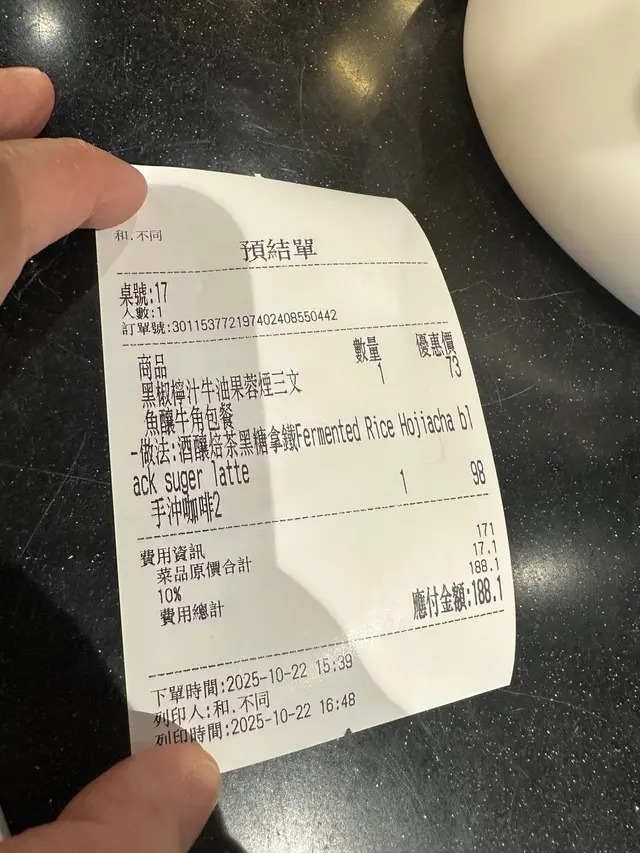 和.不同
預結單
桌號:17
人數:1
訂單號:301153772197402408550442
商品 數量 優惠價
黑椒檸汁牛油果蓉煙三文 1 73
魚釀牛角包餐
-做法:酒釀焙茶黑糖拿鐵Fermented Rice Hojiacha bl
ack suger latte
手沖咖啡2 1 98
費用資訊
菜品原價合計 171
10% 17.1
費用總計 188.1
應付金額:188.1
下單時間:2025-10-22 15:39
列印人:和.不同
列印時間:2025-10-22 16:48